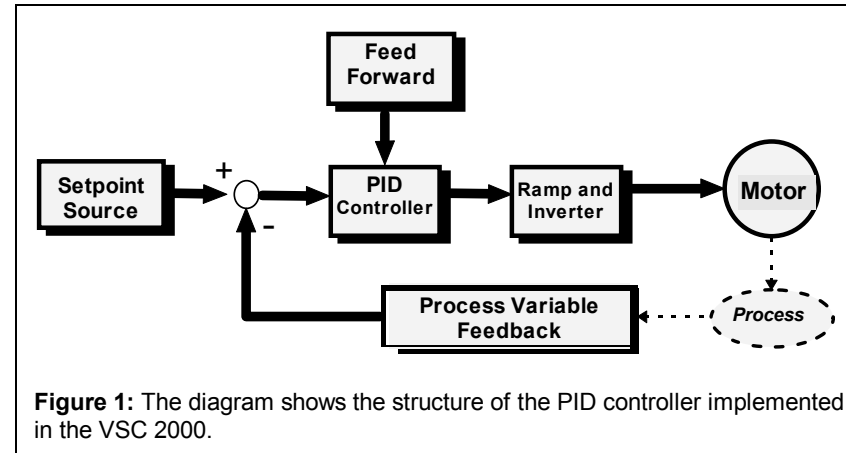 Feed
Forward
+
Setpoint
Source
-
PID
Controller
Ramp and
Inverter
Motor
Process Variable
Feedback
Process
Figure 1: The diagram shows the structure of the PID controller implemented
in the VSC 2000.